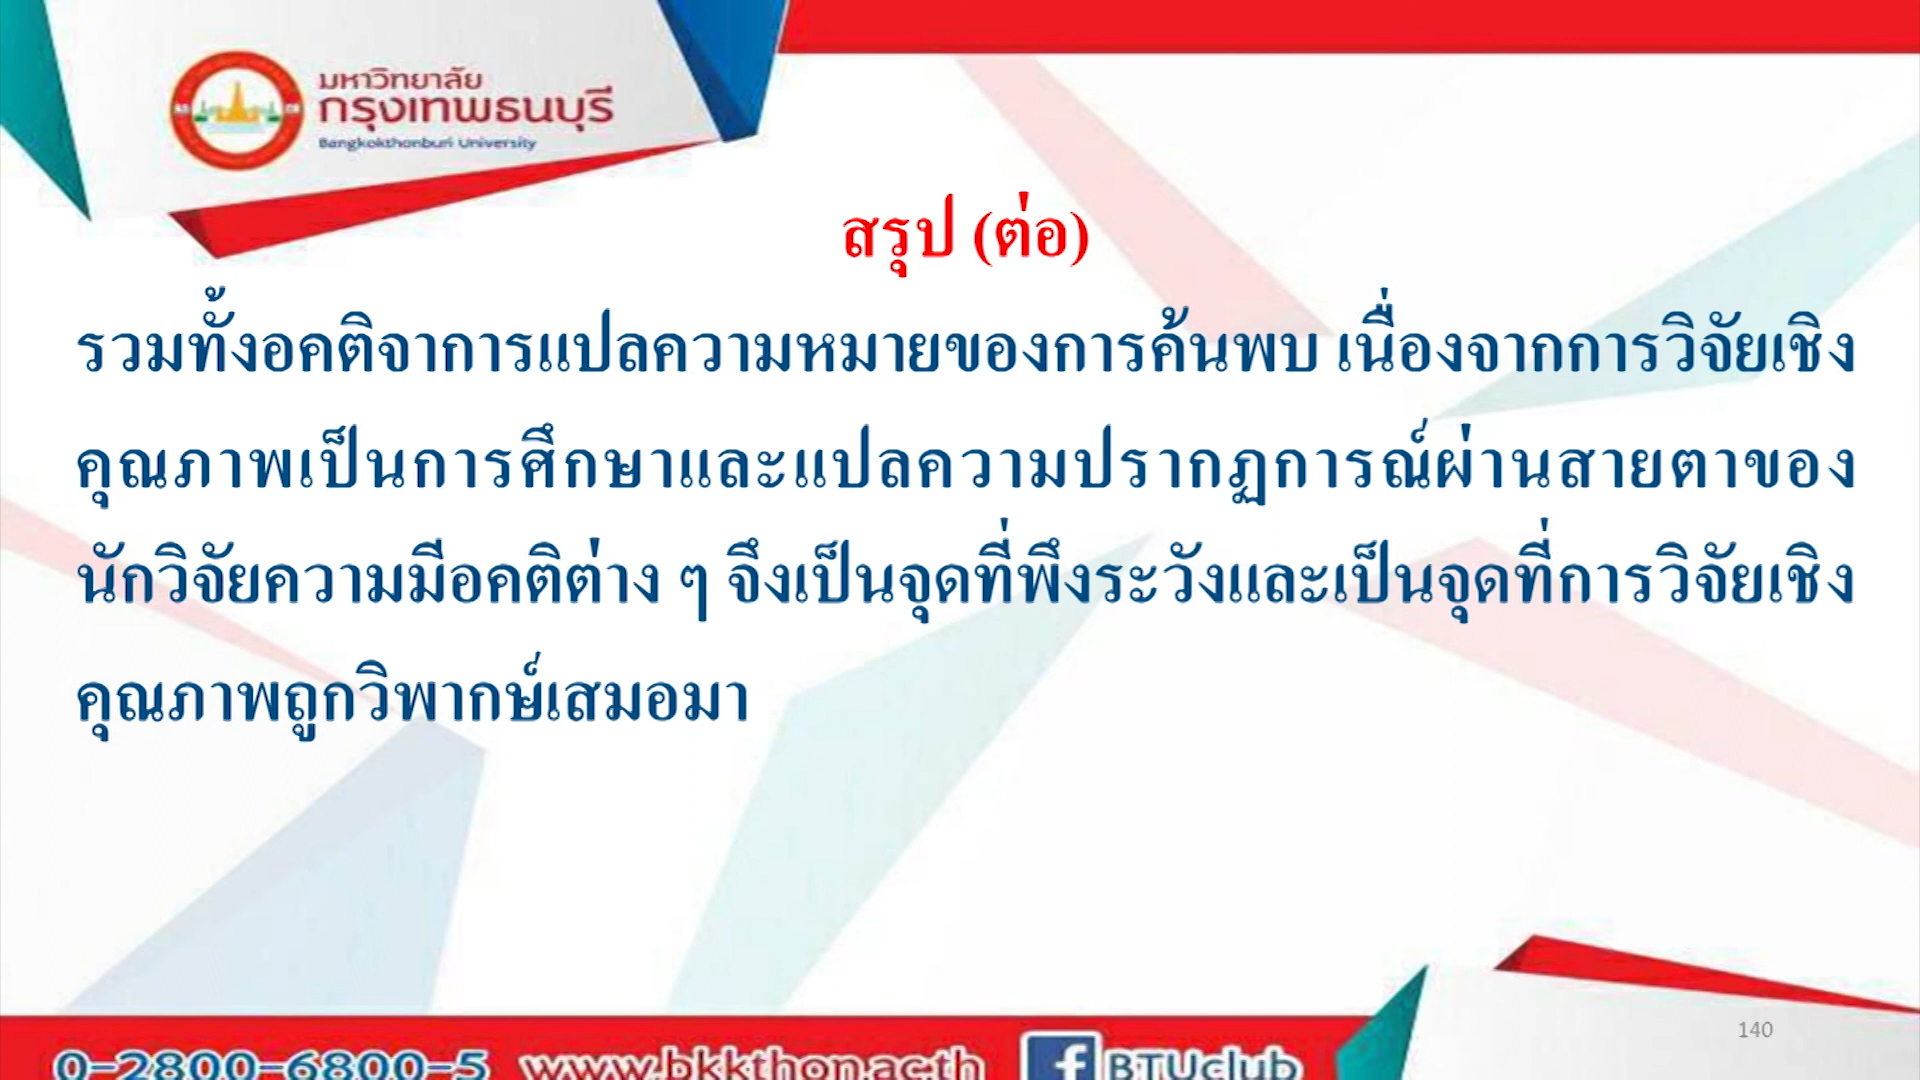 มหาวิทยาลัย
กรุงเทพธนบุรี
Bangkokthonburi University
สรุป (ต่อ)
รวมทั้งอคติจาการแปลความหมายของการค้นพบ เนื่องจากการวิจัยเชิง
คุณภาพเป็นการศึกษาและแปลความปรากฏการณ์ผ่านสายตาของ
นักวิจัยความมีอคติต่าง ๆ จึงเป็นจุดที่พึงระวังและเป็นจุดที่การวิจัยเชิง
คุณภาพถูกวิพากษ์เสมอมา
140
0-2800-6800-5 www.bkkthon.ac.th f BTUclub